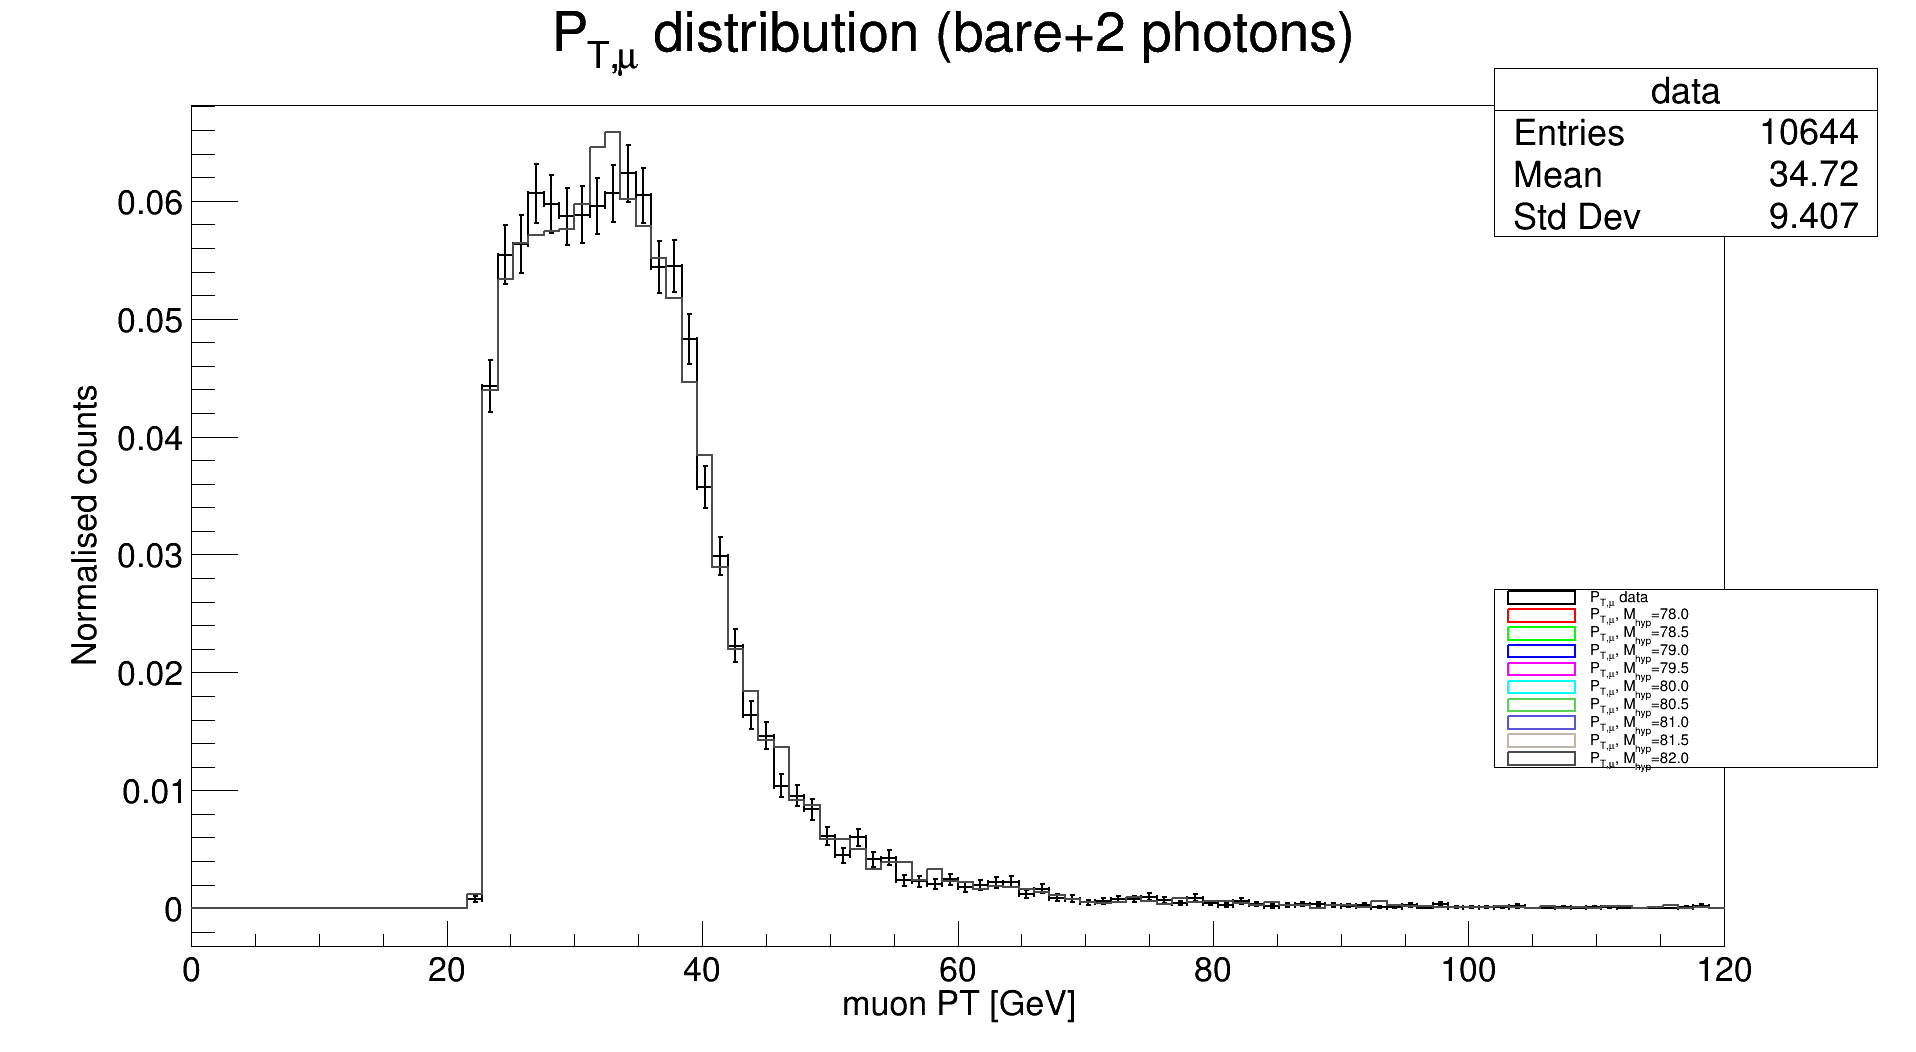 P_T,μ distribution (bare+2 photons)
data
Entries 10644
Mean 34.72
Std Dev 9.407
Normalised counts
0.06
0.05
0.04
0.03
0.02
0.01
0
P_T,μ data
P_T,μ, M_hyp=78.0
P_T,μ, M_hyp=78.5
P_T,μ, M_hyp=79.0
P_T,μ, M_hyp=79.5
P_T,μ, M_hyp=80.0
P_T,μ, M_hyp=80.5
P_T,μ, M_hyp=81.0
P_T,μ, M_hyp=81.5
P_T,μ, M_hyp=82.0
0 20 40 60 80 100 120
muon PT [GeV]